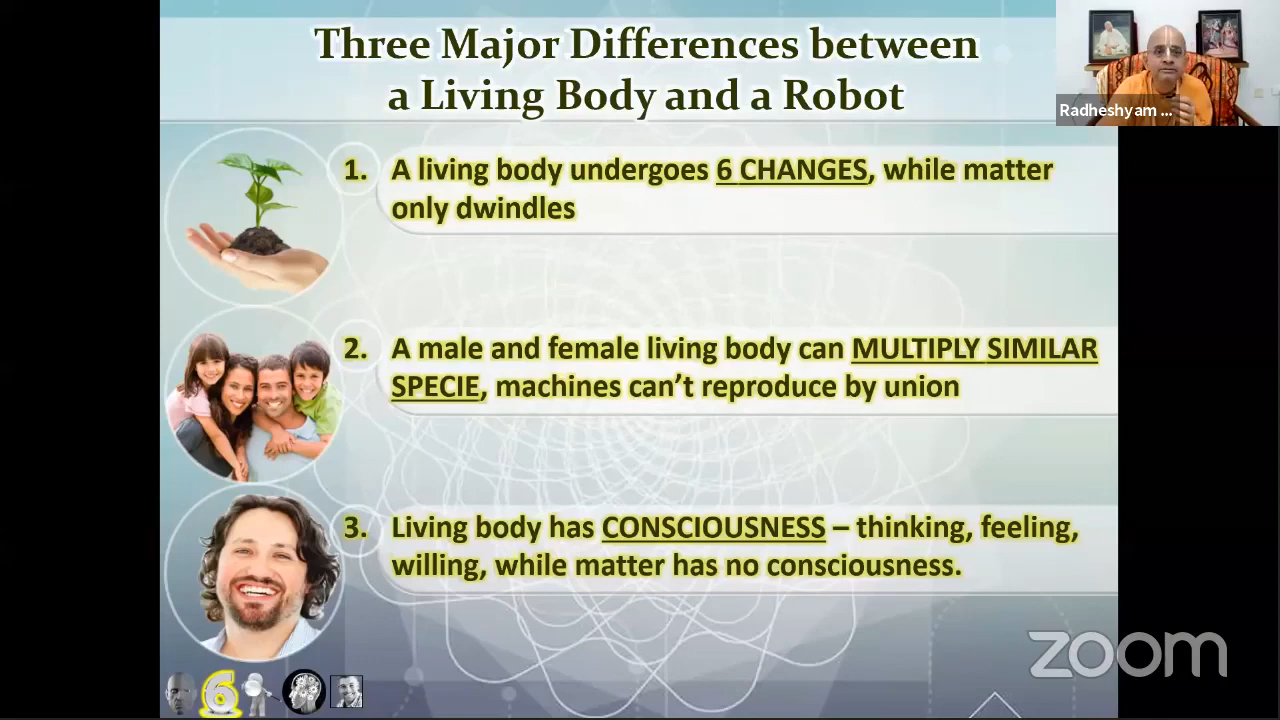 Three Major Differences between
a Living Body and a Robot
Radheshyam ...
1. A living body undergoes 6 CHANGES, while matter
only dwindles
2. A male and female living body can MULTIPLY SIMILAR
SPECIE, machines can't reproduce by union
3. Living body has CONSCIOUSNESS – thinking, feeling,
willing, while matter has no consciousness.
zoom
6